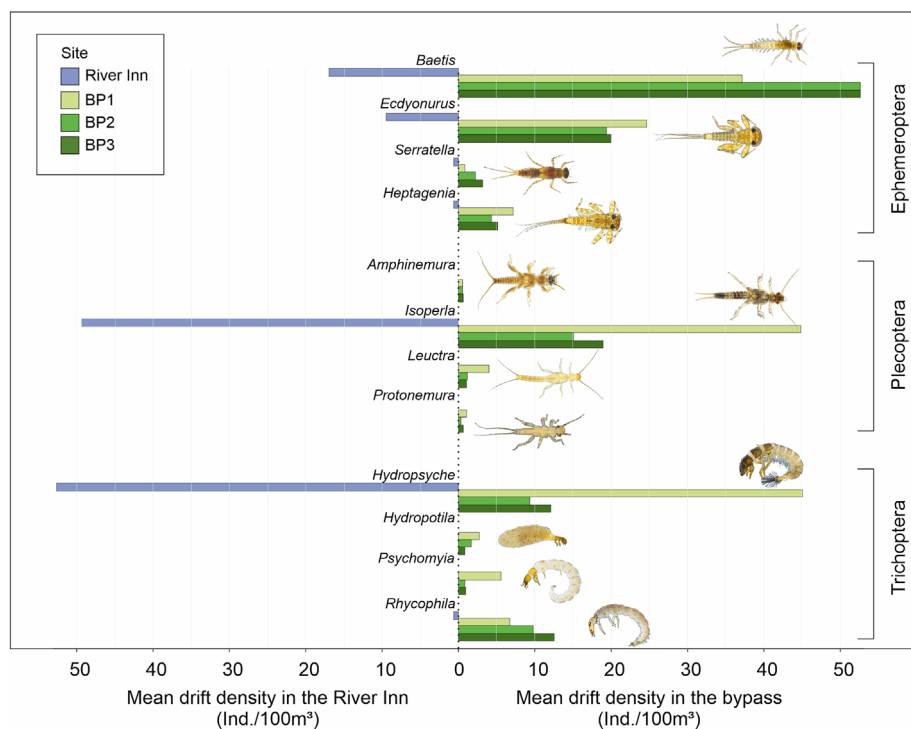 Site
River Inn
BP1
BP2
BP3
Baetis
Ecdyonurus
Serratella
Heptagenia
Ephemeroptera
Amphinemura
Isoperla
Leuctra
Protonemura
Plecoptera
Hydropsyche
Hydropotila
Psychomyia
Rhycophila
Trichoptera
50 40 30 20 10 0 10 20 30 40 50
Mean drift density in the River Inn
(Ind./100m³)
Mean drift density in the bypass
(Ind./100m³)